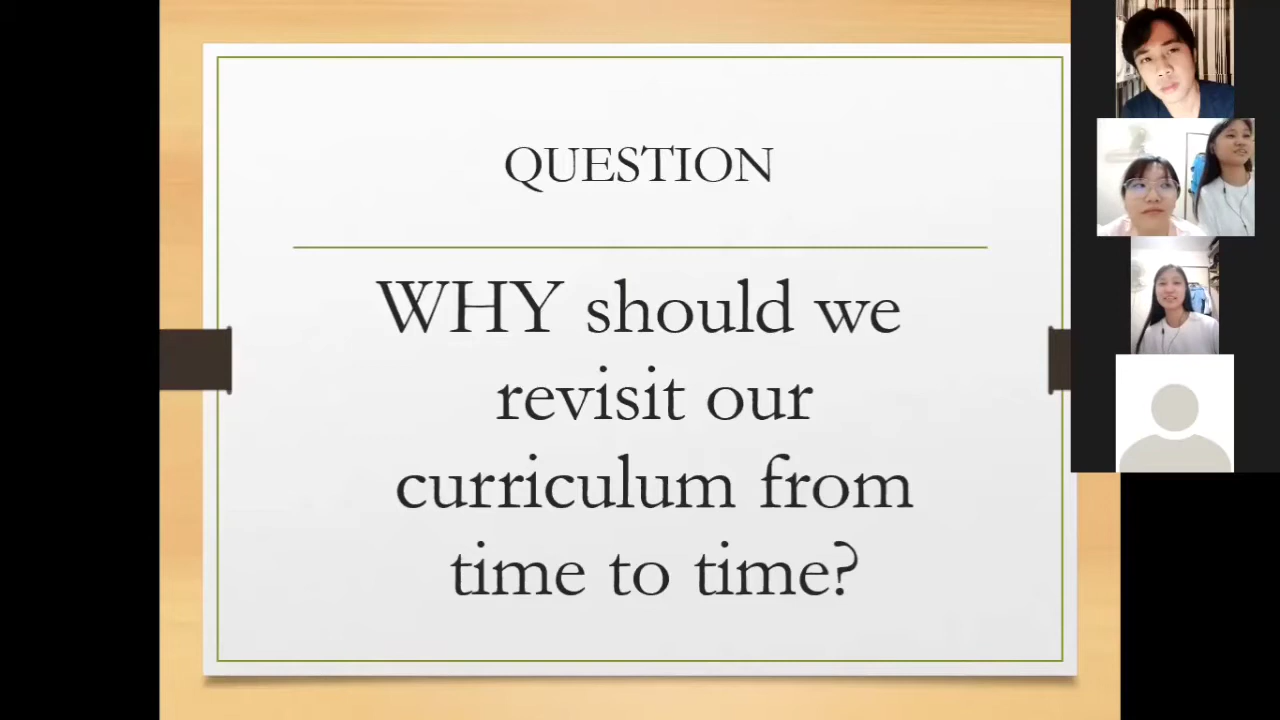 QUESTION
WHY should we
revisit our
curriculum from
time to time?